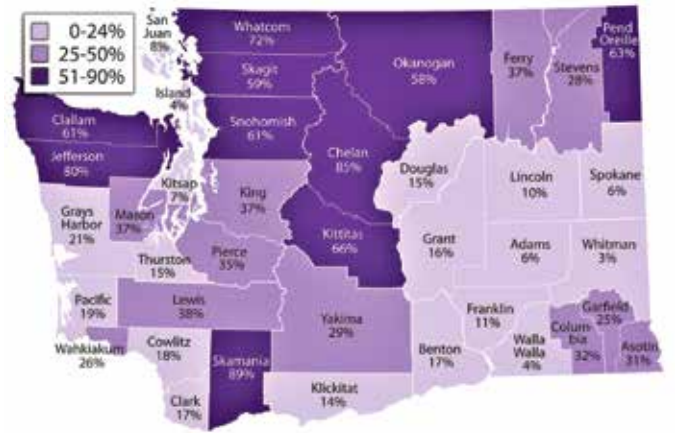 0-24%
25-50%
51-90%
San
Juan
8%
Whatcom
72%
Skagit
59%
Island
4%
Snohomish
61%
Okanogan
58%
Ferry
37%
Stevens
28%
Pend
Oreille
63%
Clallam
61%
Jefferson
80%
Chelan
85%
Douglas
15%
Lincoln
10%
Spokane
6%
Kitsap
7%
King
37%
Grays
Harbor
21%
Mason
37%
Kittitas
66%
Grant
16%
Adams
6%
Whitman
3%
Thurston
15%
Pierce
35%
Pacific
19%
Lewis
38%
Yakima
29%
Franklin
11%
Garfield
25%
Colum-
bia
32%
Asotin
31%
Wahkiakum
26%
Cowlitz
18%
Skamania
89%
Benton
17%
Walla
Walla
4%
Clark
17%
Klickitat
14%